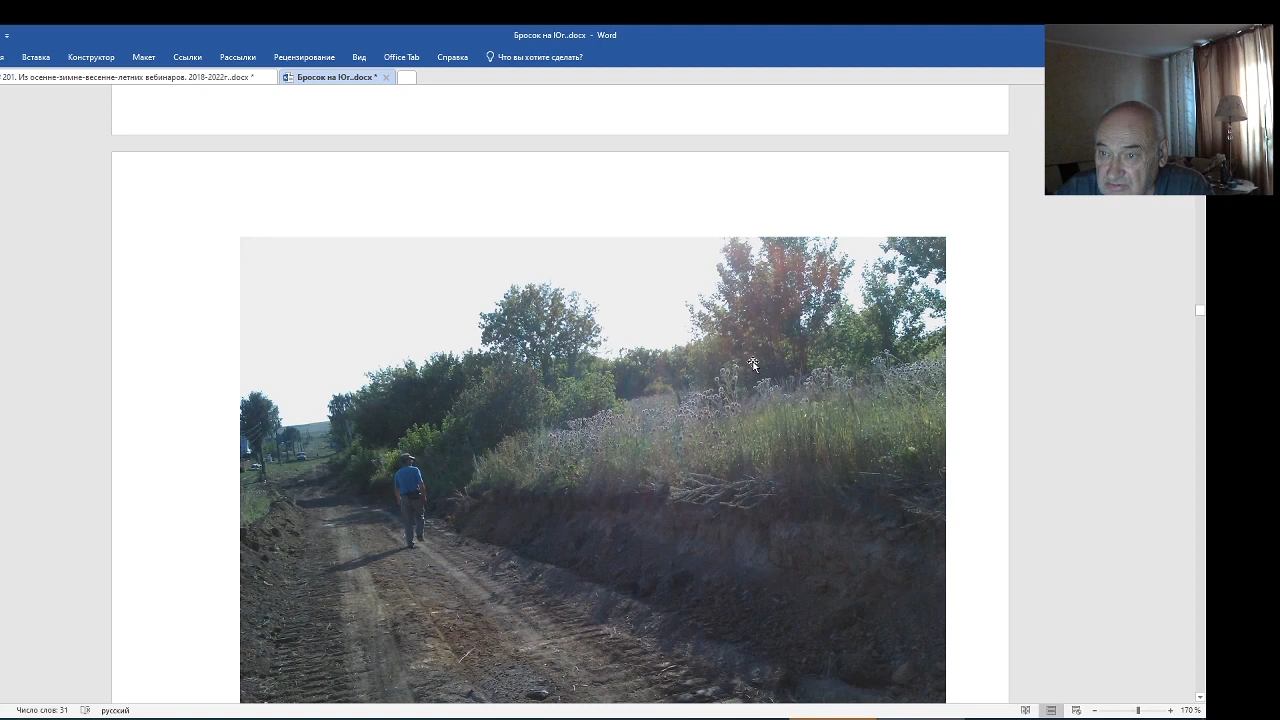 Бросок на Юг..docx - Word
я Вставка Конструктор Макет Ссылки Рассылки Рецензирование Вид Office Tab Справка Что вы хотите сделать?
201. Из осенне-зимне-весенне-летних вебинаров. 2018-2022г..docx * Бросок на Юг..docx *
Число слов: 31 русский 170 %